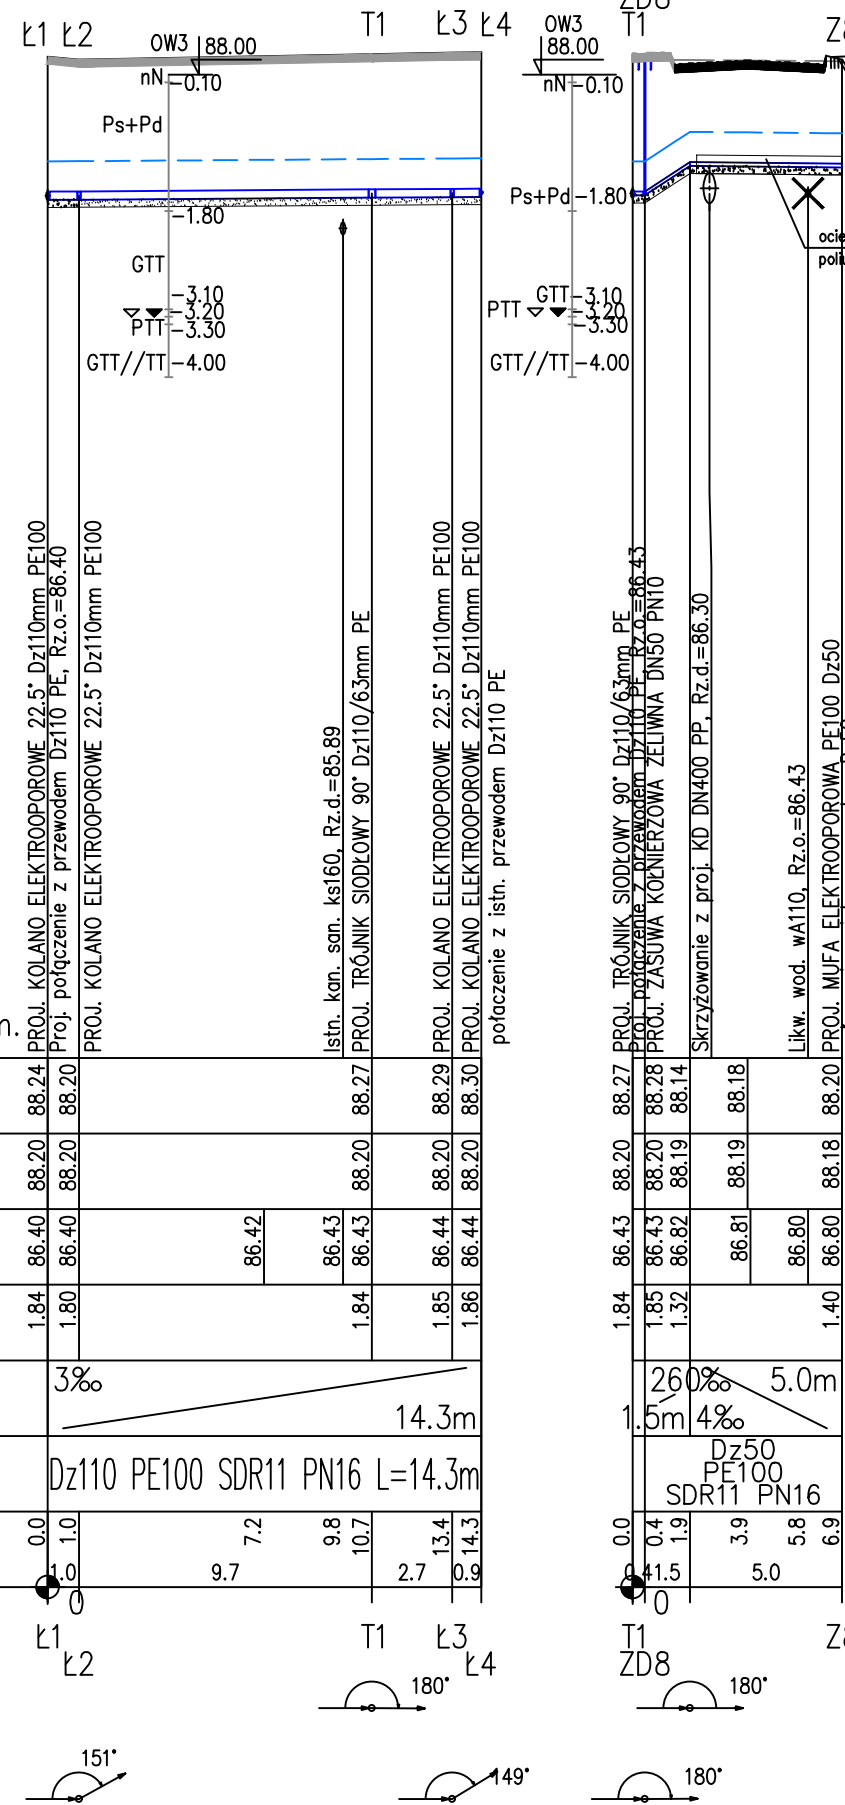 ZD8
Ł1 Ł2 T1 Ł3 Ł4 T1
OW3 88.00
nN -0.10
Ps+Pd
-1.80
GTT
-3.10
-3.20
PTT -3.30
GTT//TT -4.00
OW3
88.00
nN -0.10
Ps+Pd -1.80
GTT -3.10
PTT -3.20
-3.30
GTT//TT -4.00
PROJ. KOLANO ELEKTROOPOROWE 22.5° Dz110mm PE100
Proj. połączenie z przewodem Dz110 PE, Rz.o.=86.40
PROJ. KOLANO ELEKTROOPOROWE 22.5° Dz110mm PE100
Istn. kan. san. ks160, Rz.d.=85.89
PROJ. TRÓJNIK SIODŁOWY 90° Dz110/63mm PE
PROJ. KOLANO ELEKTROOPOROWE 22.5° Dz110mm PE100
PROJ. KOLANO ELEKTROOPOROWE 22.5° Dz110mm PE100
połaczenie z istn. przewodem Dz110 PE
PROJ. TRÓJNIK SIODŁOWY 90° Dz110/63mm PE
Proj. połaczenie z przewodem Dz110 PE, Rz.o.=86.43
PROJ. ZASUWA KOŁNIERZOWA ŻELIWNA DN50 PN10
Skrzyżowanie z proj. KD DN400 PP, Rz.d.=86.30
Likw. wod. wA110, Rz.o.=86.43
PROJ. MUFA ELEKTROOPOROWA PE100 Dz50
88.24 88.20 88.27 88.29 88.30 88.27 88.28 88.14 88.18 88.20
88.20 88.20 88.20 88.20 88.20 88.20 88.20 88.19 88.19 88.18
86.40 86.40 86.42 86.43 86.43 86.44 86.44 86.43 86.43 86.82 86.81 86.80 86.80
1.84 1.80 1.84 1.85 1.86 1.84 1.85 1.32 1.40
3‰ 14.3m
260‰ 5.0m
1.5m 4‰
Dz110 PE100 SDR11 PN16 L=14.3m
Dz50
PE100
SDR11 PN16
0.0 1.0 7.2 9.8 10.7 13.4 14.3 0.0 0.4 1.9 3.9 5.8 6.9
1.0 9.7 2.7 0.9 0.4 1.5 5.0
0 0
Ł1 T1 Ł3 T1
Ł2 Ł4 ZD8
180° 180°
151° 149° 180°